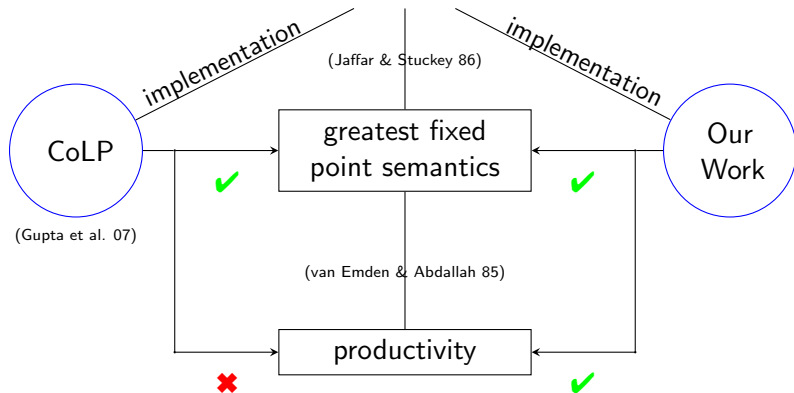 implementation
implementation
(Jaffar & Stuckey 86)
CoLP
greatest fixed
point semantics
Our
Work
✔
✔
(Gupta et al. 07)
(van Emden & Abdallah 85)
productivity
✖
✔